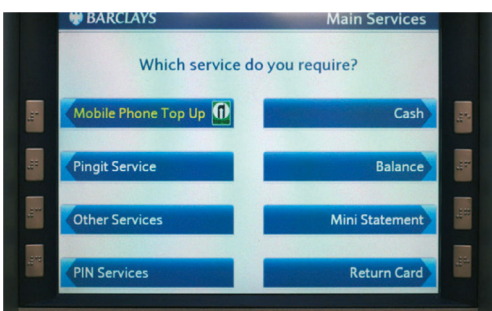 BARCLAYS
Main Services
Which service do you require?
Mobile Phone Top Up
Cash
Pingit Service
Balance
Other Services
Mini Statement
PIN Services
Return Card